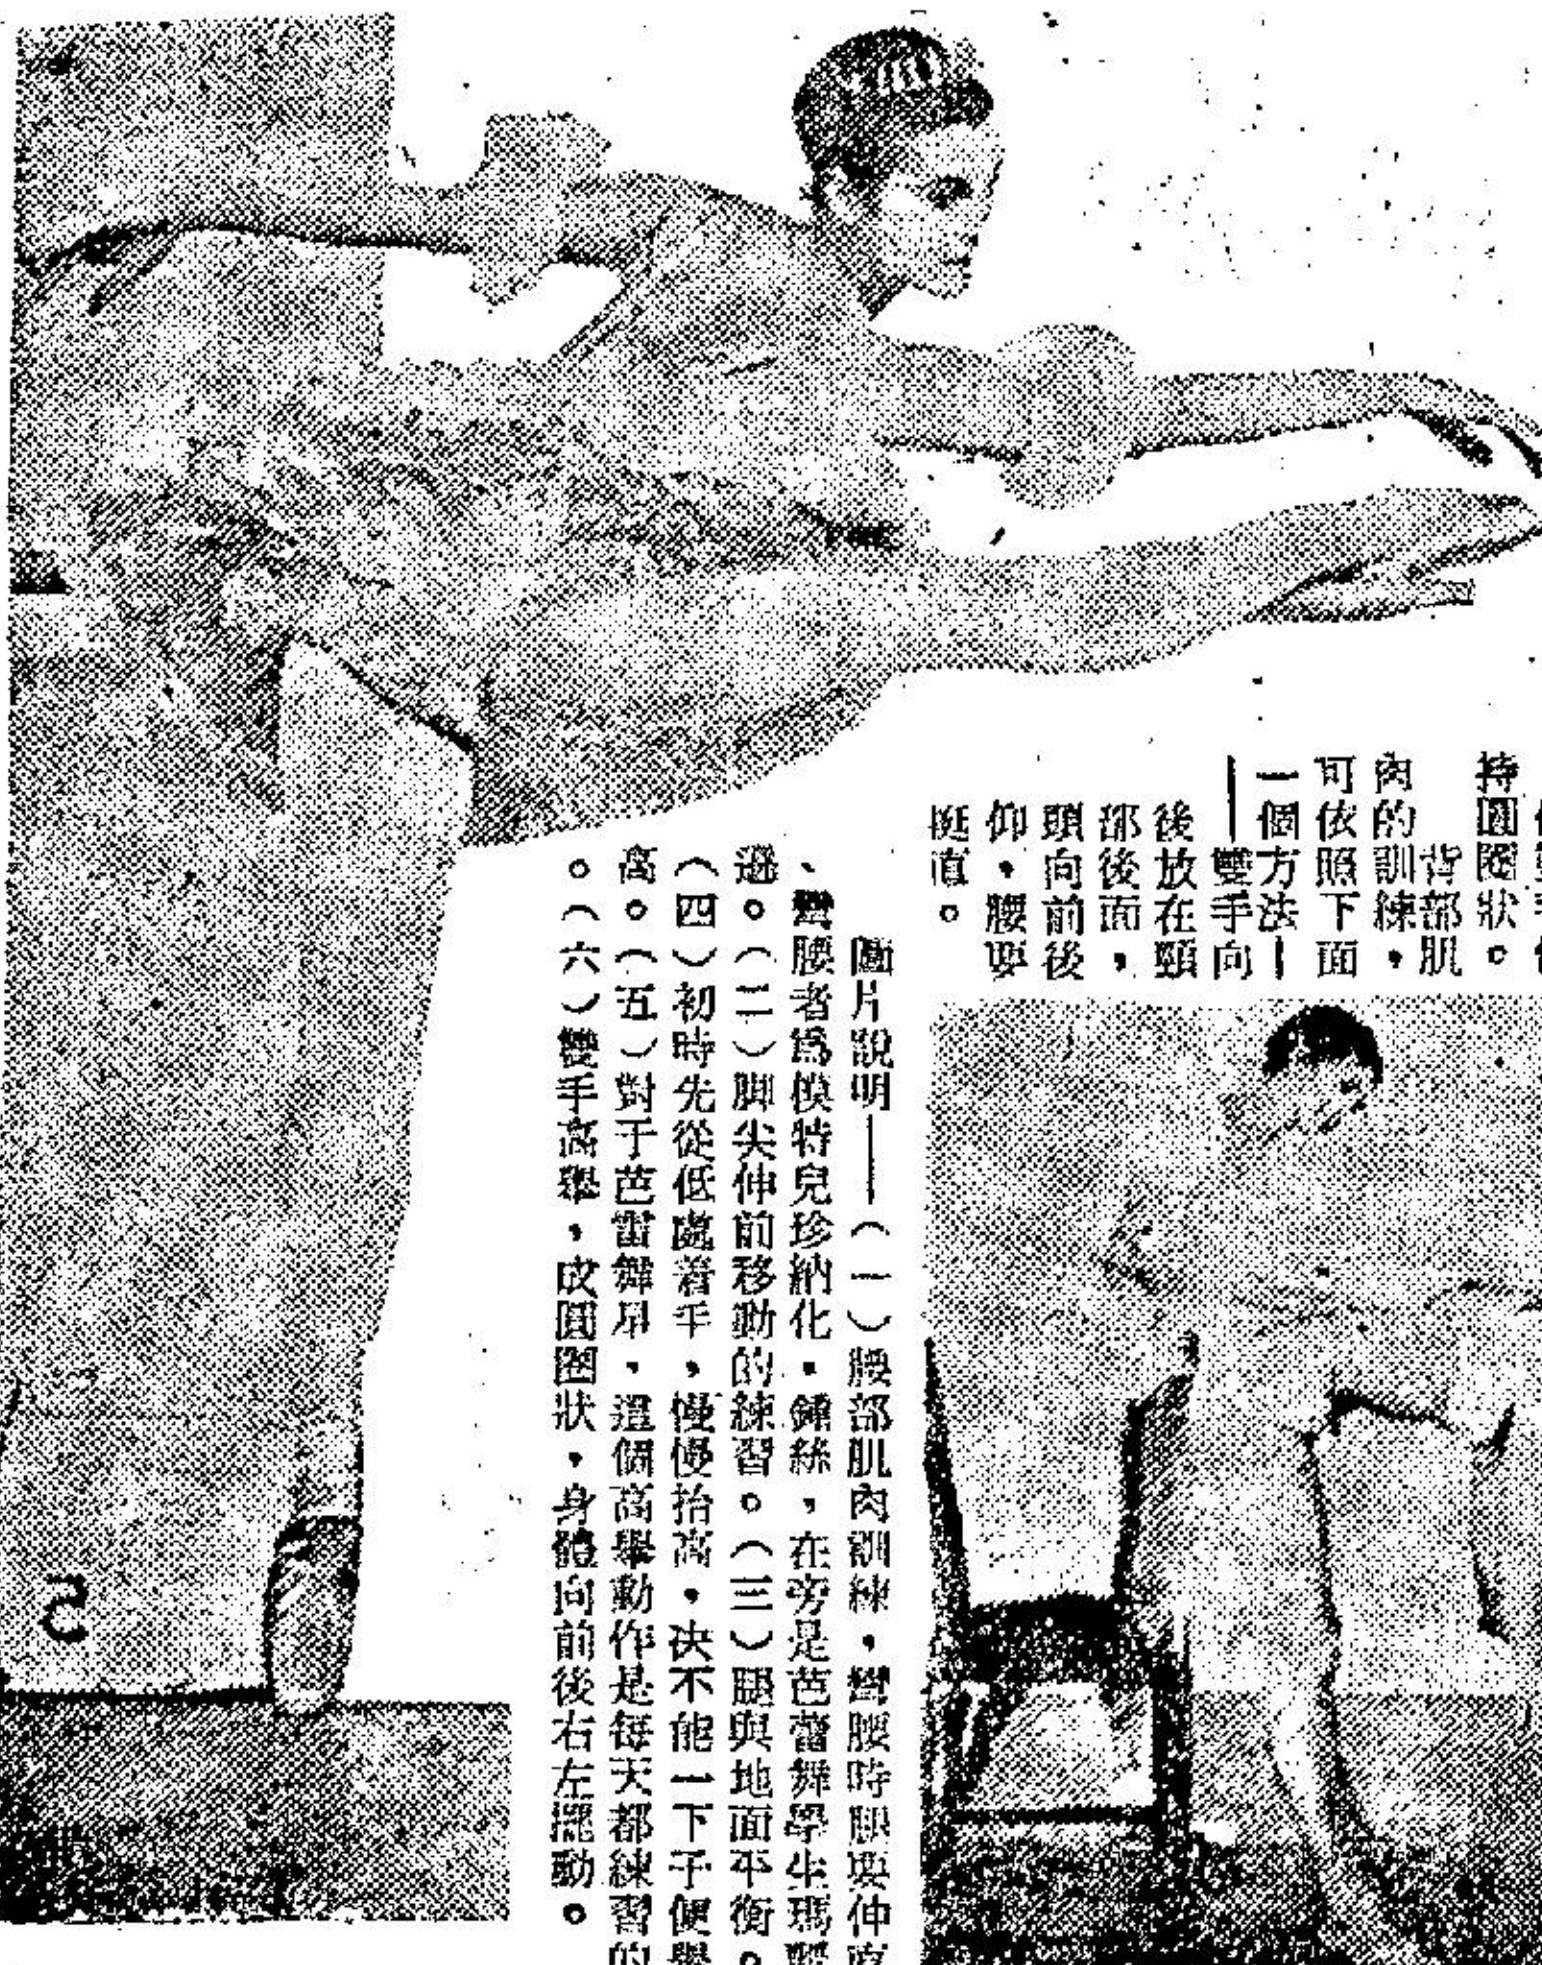 持圓圈狀。
背部肌
肉的訓練,
可依照下面
一個方法—
—雙手向
後放在頸
部後面,
頭向前後
仰,腰要
挺直。
圖片說明——(一)腰部肌肉訓練,彎腰時腿要伸直
、彎腰者為模特兒珍納化·鍾絲,在旁是芭蕾舞學生瑪
遜。(二)脚尖伸前移動的練習。(三)腿與地面平衡。
(四)初時先從低處着手,慢慢抬高,决不能一下子便舉
高。(五)對于芭蕾舞星,這個高舉動作是每天都練習的
。(六)雙手高舉,成圓圈狀,身體向前後右左擺動。
5